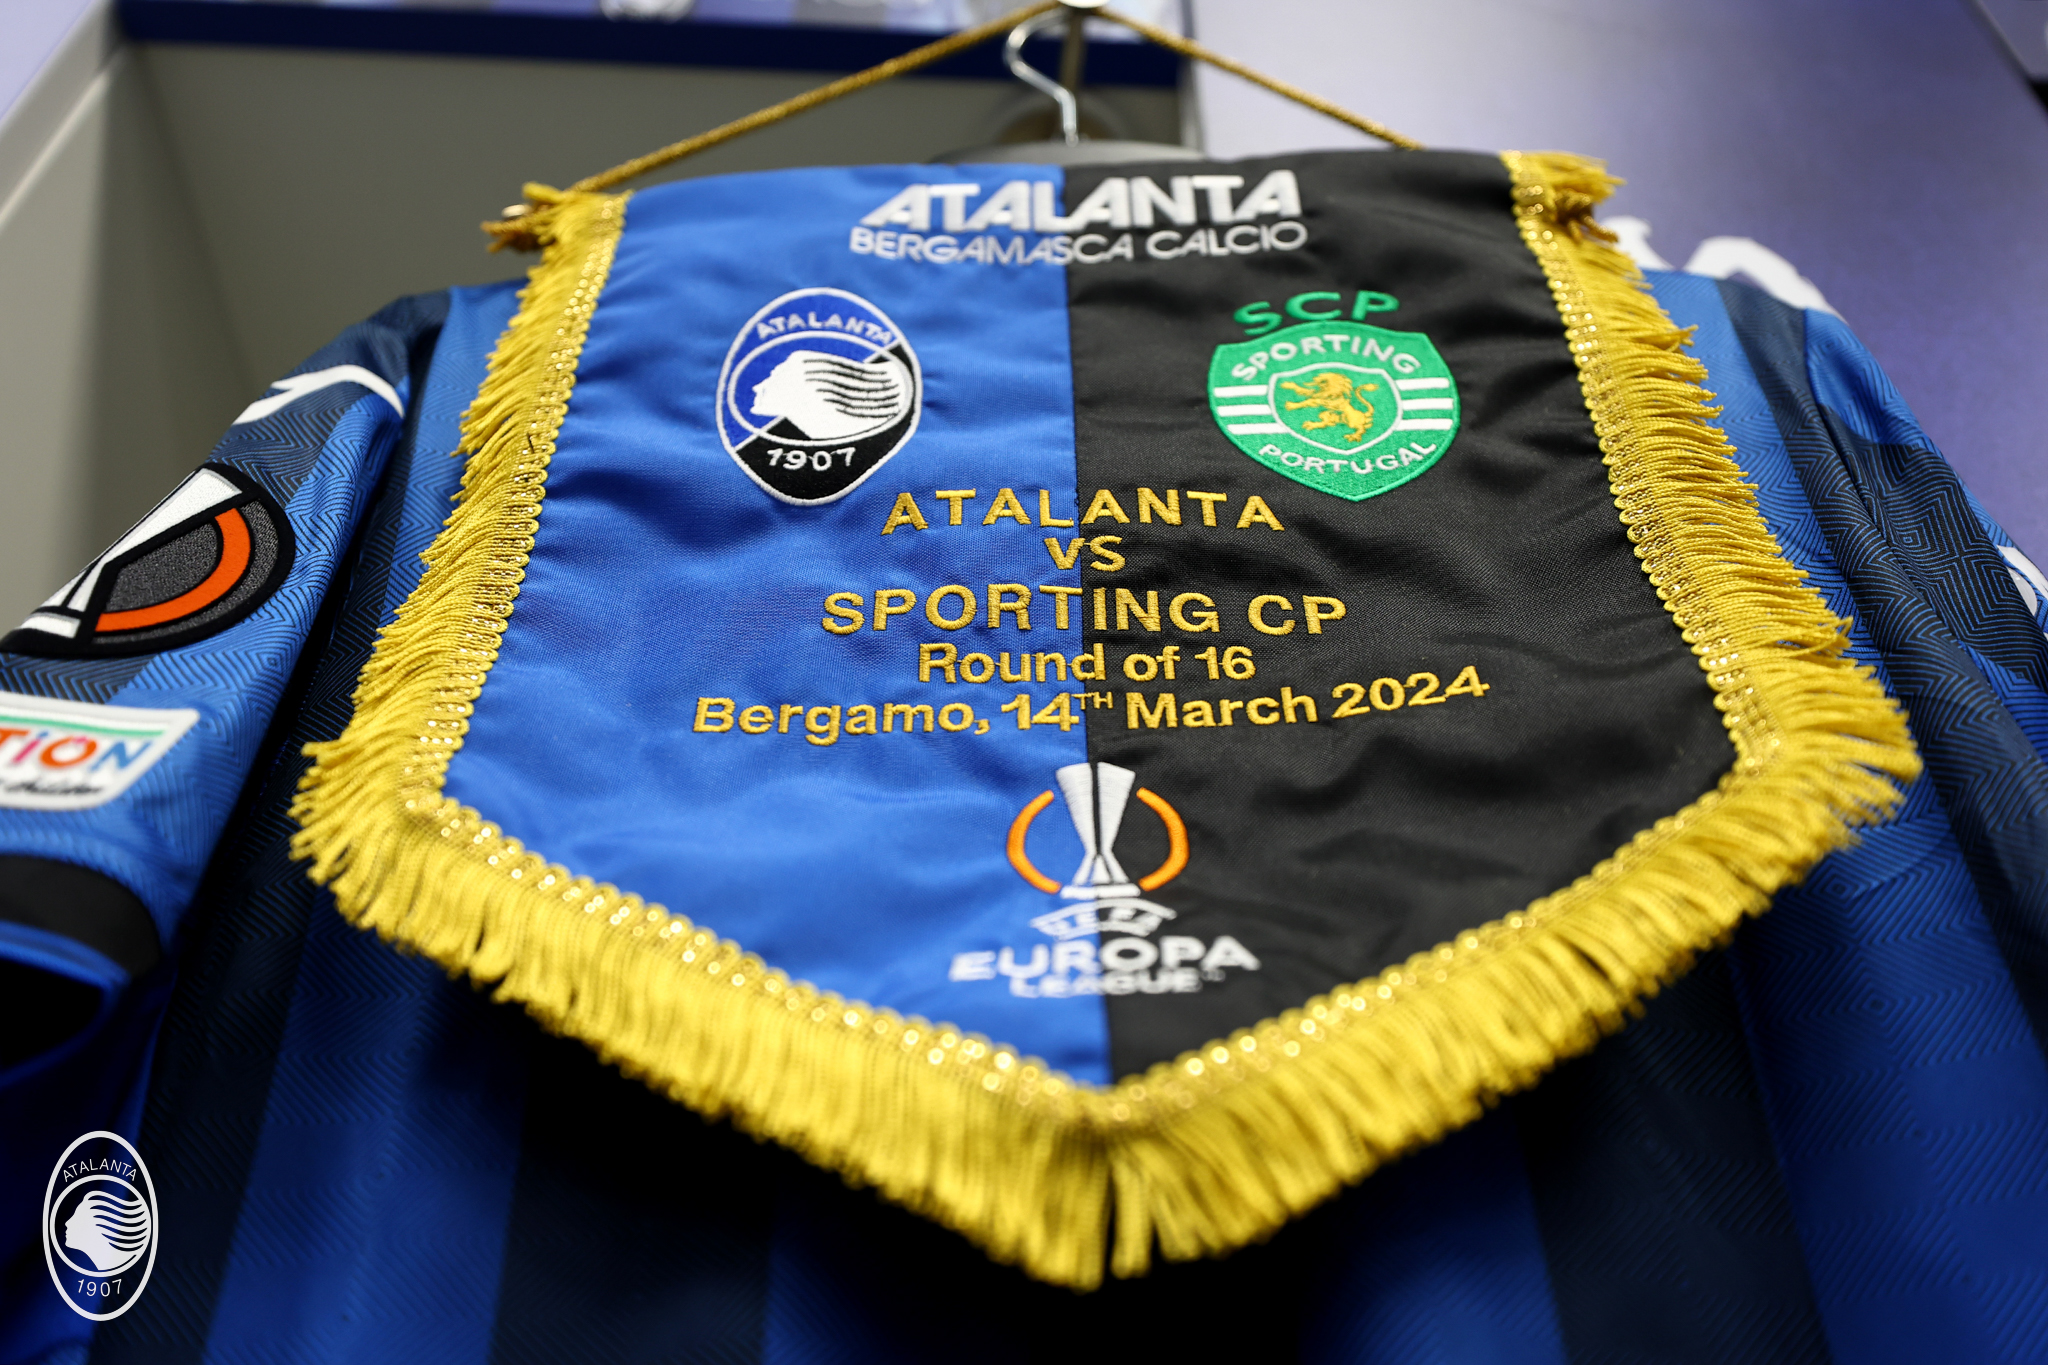 ATALANTA
BERGAMASCA CALCIO
ATALANTA
1907
SCP
SPORTING
PORTUGAL
ATALANTA
VS
SPORTING CP
Round of 16
Bergamo, 14TH March 2024
UEFA
EUROPA
LEAGUE
ATALANTA
1907